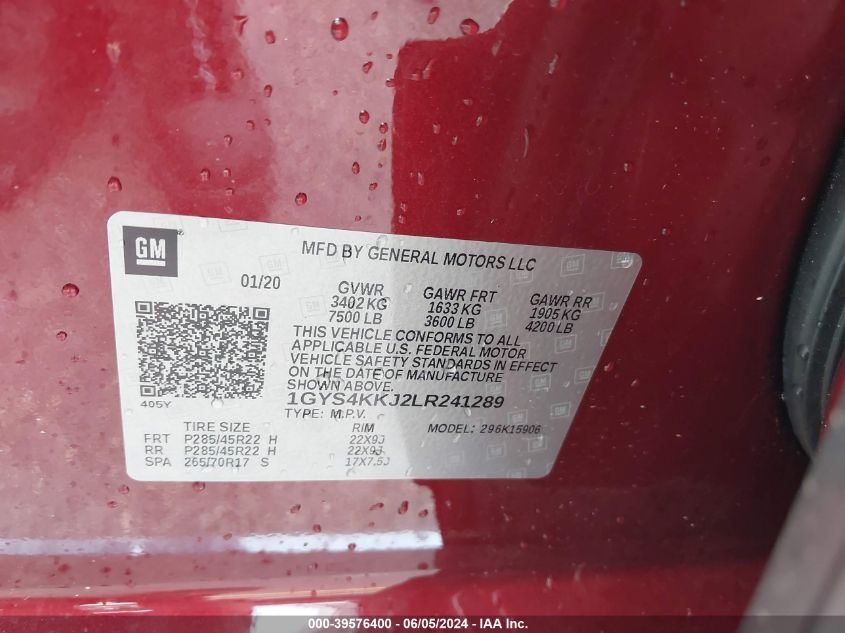 GM
MFD BY GENERAL MOTORS LLC
01/20
GVWR GAWR FRT GAWR RR
3402 KG 1633 KG 1905 KG
7500 LB 3600 LB 4200 LB
THIS VEHICLE CONFORMS TO ALL
APPLICABLE U.S. FEDERAL MOTOR
VEHICLE SAFETY STANDARDS IN EFFECT
ON THE DATE OF MANUFACTURE
SHOWN ABOVE.
405Y
1GYS4KKJ2LR241289
TYPE: M.P.V. MODEL: 296K15906
TIRE SIZE RIM
FRT P285/45R22 H 22X9J
RR P285/45R22 H 22X9J
SPA 265/70R17 S 17X7.5J
000-39576400 - 06/05/2024 - IAA Inc.